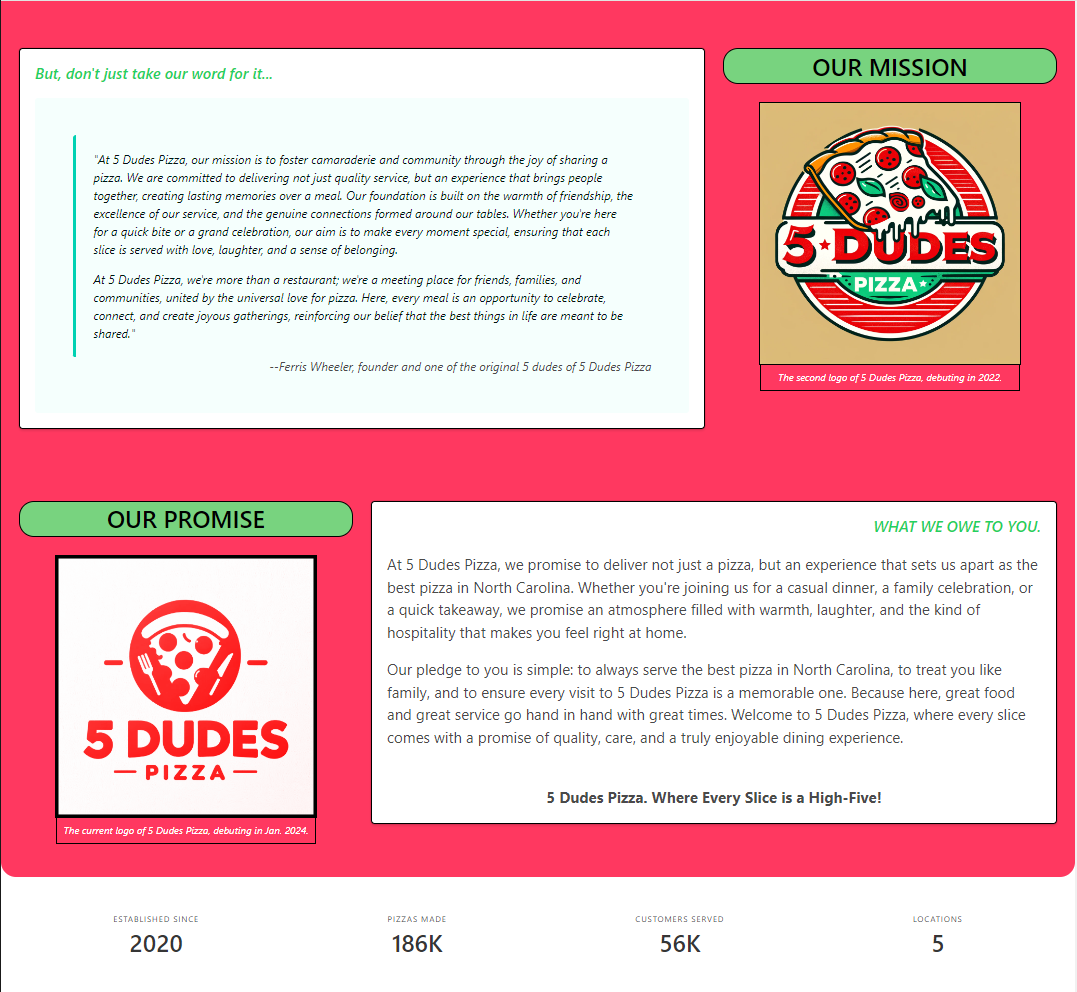 But, don't just take our word for it...
"At 5 Dudes Pizza, our mission is to foster camaraderie and community through the joy of sharing a
pizza. We are committed to delivering not just quality service, but an experience that brings people
together, creating lasting memories over a meal. Our foundation is built on the warmth of friendship, the
excellence of our service, and the genuine connections formed around our tables. Whether you're here
for a quick bite or a grand celebration, our aim is to make every moment special, ensuring that each
slice is served with love, laughter, and a sense of belonging.
At 5 Dudes Pizza, we're more than a restaurant; we're a meeting place for friends, families, and
communities, united by the universal love for pizza. Here, every meal is an opportunity to celebrate,
connect, and create joyous gatherings, reinforcing our belief that the best things in life are meant to be
shared."
--Ferris Wheeler, founder and one of the original 5 dudes of 5 Dudes Pizza
OUR MISSION
5 DUDES
PIZZA
The second logo of 5 Dudes Pizza, debuting in 2022.
OUR PROMISE
5 DUDES
PIZZA
The current logo of 5 Dudes Pizza, debuting in Jan. 2024.
WHAT WE OWE TO YOU.
At 5 Dudes Pizza, we promise to deliver not just a pizza, but an experience that sets us apart as the
best pizza in North Carolina. Whether you're joining us for a casual dinner, a family celebration, or
a quick takeaway, we promise an atmosphere filled with warmth, laughter, and the kind of
hospitality that makes you feel right at home.
Our pledge to you is simple: to always serve the best pizza in North Carolina, to treat you like
family, and to ensure every visit to 5 Dudes Pizza is a memorable one. Because here, great food
and great service go hand in hand with great times. Welcome to 5 Dudes Pizza, where every slice
comes with a promise of quality, care, and a truly enjoyable dining experience.
5 Dudes Pizza. Where Every Slice is a High-Five!
ESTABLISHED SINCE
2020
PIZZAS MADE
186K
CUSTOMERS SERVED
56K
LOCATIONS
5